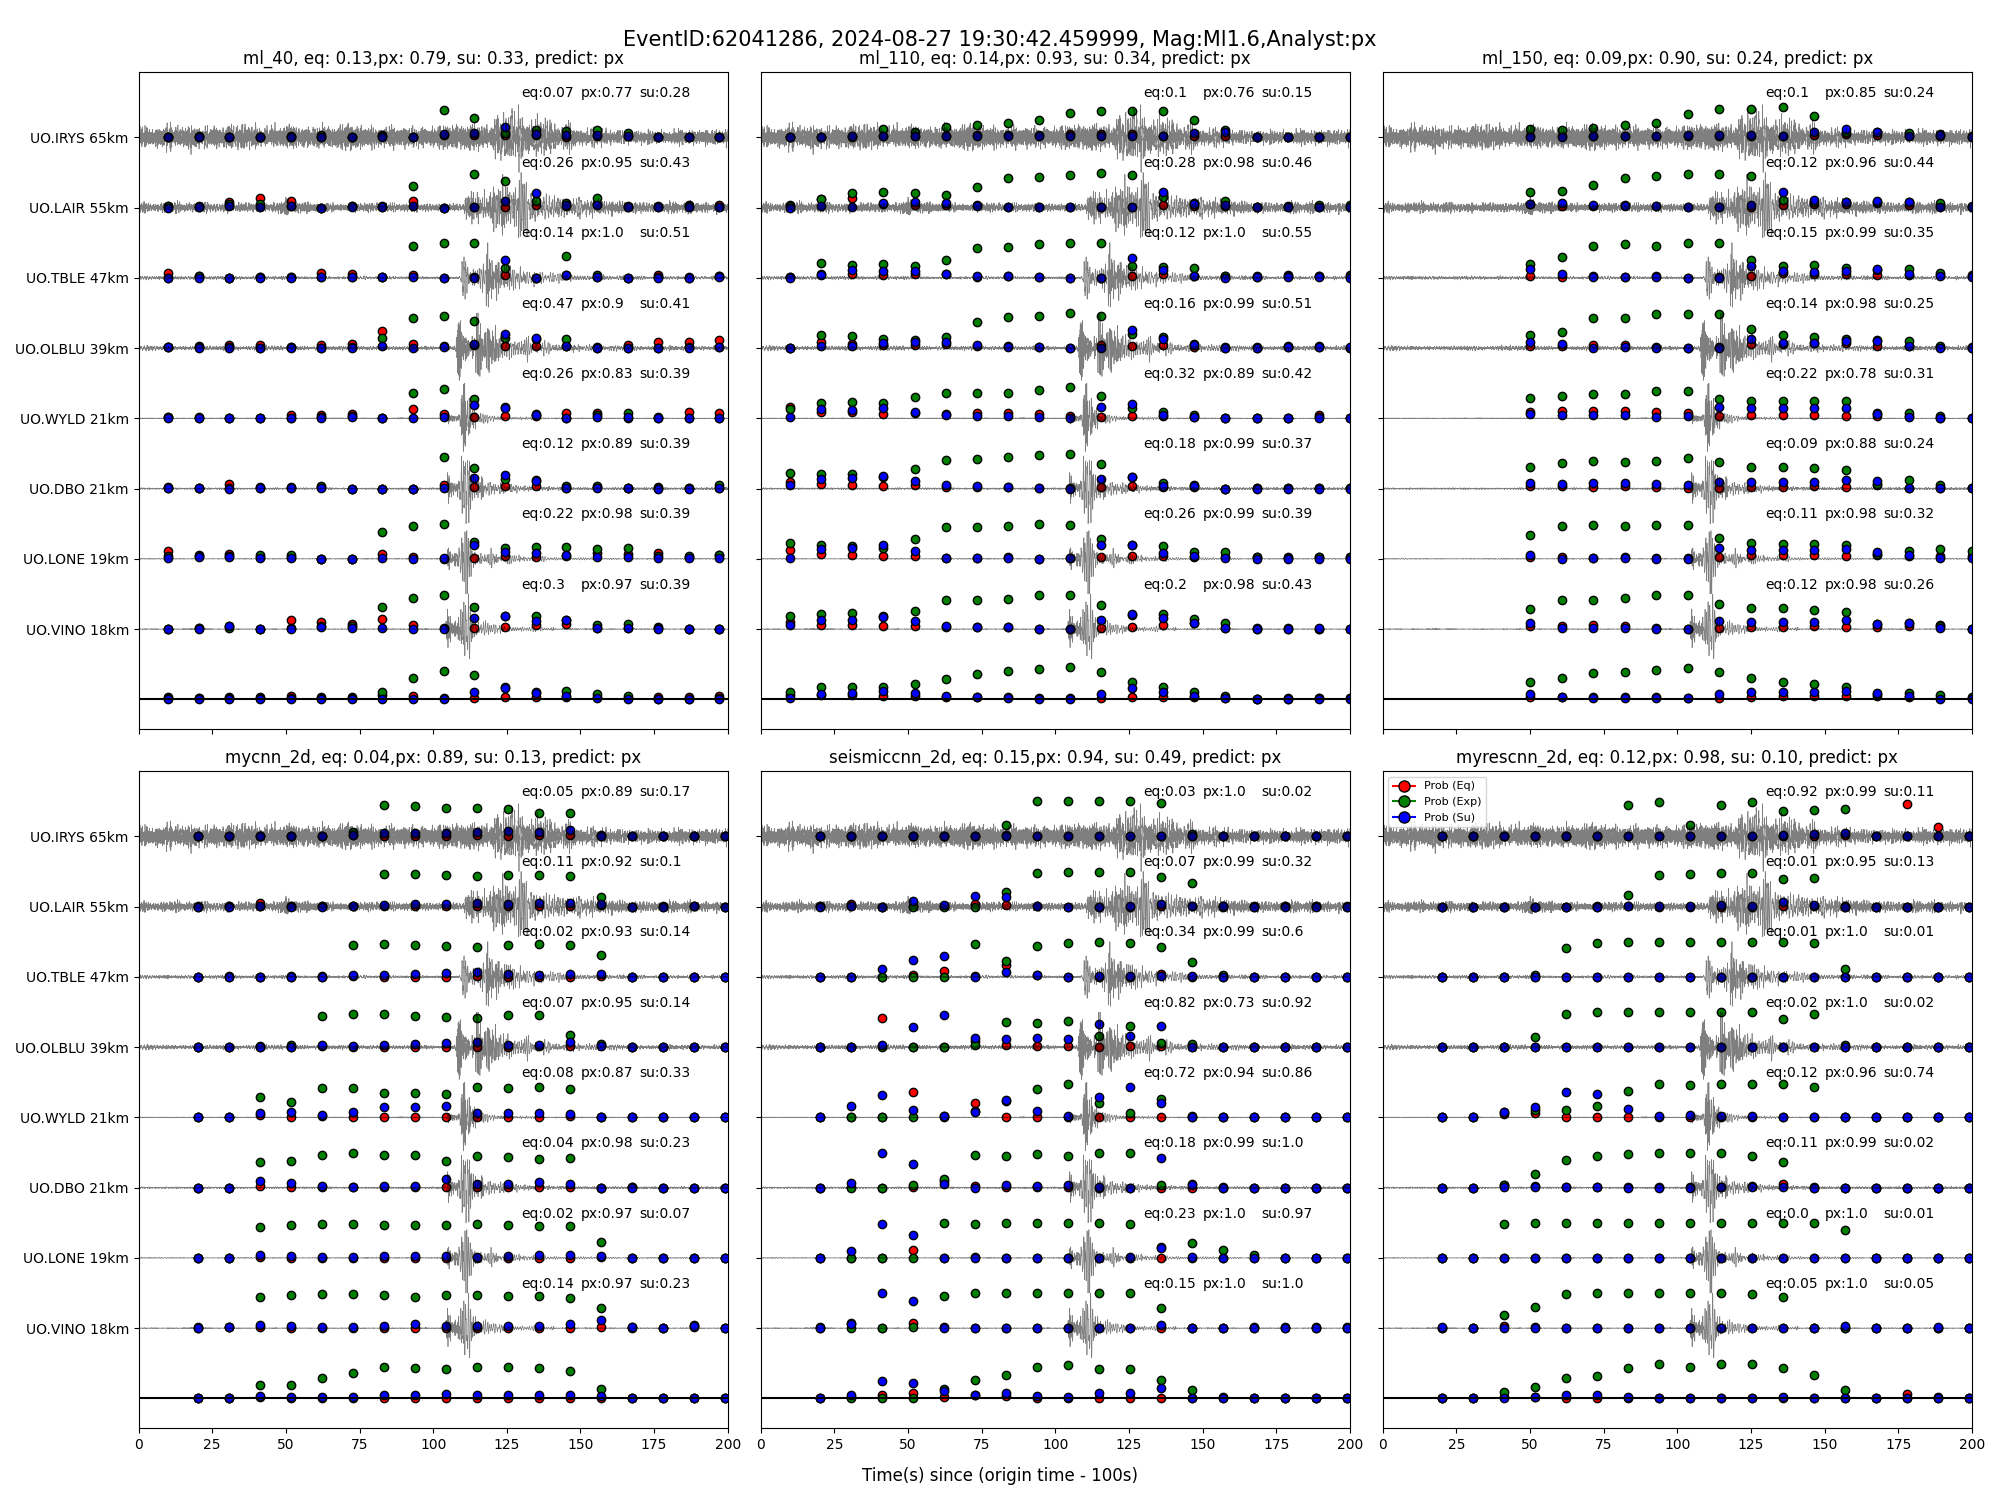 EventID:62041286, 2024-08-27 19:30:42.459999, Mag:Ml1.6,Analyst:px
ml_40, eq: 0.13,px: 0.79, su: 0.33, predict: px
UO.IRYS 65km
eq:0.07 px:0.77 su:0.28
UO.LAIR 55km
eq:0.26 px:0.95 su:0.43
UO.TBLE 47km
eq:0.14 px:1.0 su:0.51
UO.OLBLU 39km
eq:0.47 px:0.9 su:0.41
UO.WYLD 21km
eq:0.26 px:0.83 su:0.39
UO.DBO 21km
eq:0.12 px:0.89 su:0.39
UO.LONE 19km
eq:0.22 px:0.98 su:0.39
UO.VINO 18km
eq:0.3 px:0.97 su:0.39
ml_110, eq: 0.14,px: 0.93, su: 0.34, predict: px
eq:0.1 px:0.76 su:0.15
eq:0.28 px:0.98 su:0.46
eq:0.12 px:1.0 su:0.55
eq:0.16 px:0.99 su:0.51
eq:0.32 px:0.89 su:0.42
eq:0.18 px:0.99 su:0.37
eq:0.26 px:0.99 su:0.39
eq:0.2 px:0.98 su:0.43
ml_150, eq: 0.09,px: 0.90, su: 0.24, predict: px
eq:0.1 px:0.85 su:0.24
eq:0.12 px:0.96 su:0.44
eq:0.15 px:0.99 su:0.35
eq:0.14 px:0.98 su:0.25
eq:0.22 px:0.78 su:0.31
eq:0.09 px:0.88 su:0.24
eq:0.11 px:0.98 su:0.32
eq:0.12 px:0.98 su:0.26
mycnn_2d, eq: 0.04,px: 0.89, su: 0.13, predict: px
UO.IRYS 65km
eq:0.05 px:0.89 su:0.17
UO.LAIR 55km
eq:0.11 px:0.92 su:0.1
UO.TBLE 47km
eq:0.02 px:0.93 su:0.14
UO.OLBLU 39km
eq:0.07 px:0.95 su:0.14
UO.WYLD 21km
eq:0.08 px:0.87 su:0.33
UO.DBO 21km
eq:0.04 px:0.98 su:0.23
UO.LONE 19km
eq:0.02 px:0.97 su:0.07
UO.VINO 18km
eq:0.14 px:0.97 su:0.23
0 25 50 75 100 125 150 175 200
seismiccnn_2d, eq: 0.15,px: 0.94, su: 0.49, predict: px
eq:0.03 px:1.0 su:0.02
eq:0.07 px:0.99 su:0.32
eq:0.34 px:0.99 su:0.6
eq:0.82 px:0.73 su:0.92
eq:0.72 px:0.94 su:0.86
eq:0.18 px:0.99 su:1.0
eq:0.23 px:1.0 su:0.97
eq:0.15 px:1.0 su:1.0
0 25 50 75 100 125 150 175 200
myrescnn_2d, eq: 0.12,px: 0.98, su: 0.10, predict: px
Prob (Eq)
Prob (Exp)
Prob (Su)
eq:0.92 px:0.99 su:0.11
eq:0.01 px:0.95 su:0.13
eq:0.01 px:1.0 su:0.01
eq:0.02 px:1.0 su:0.02
eq:0.12 px:0.96 su:0.74
eq:0.11 px:0.99 su:0.02
eq:0.0 px:1.0 su:0.01
eq:0.05 px:1.0 su:0.05
0 25 50 75 100 125 150 175 200
Time(s) since (origin time - 100s)